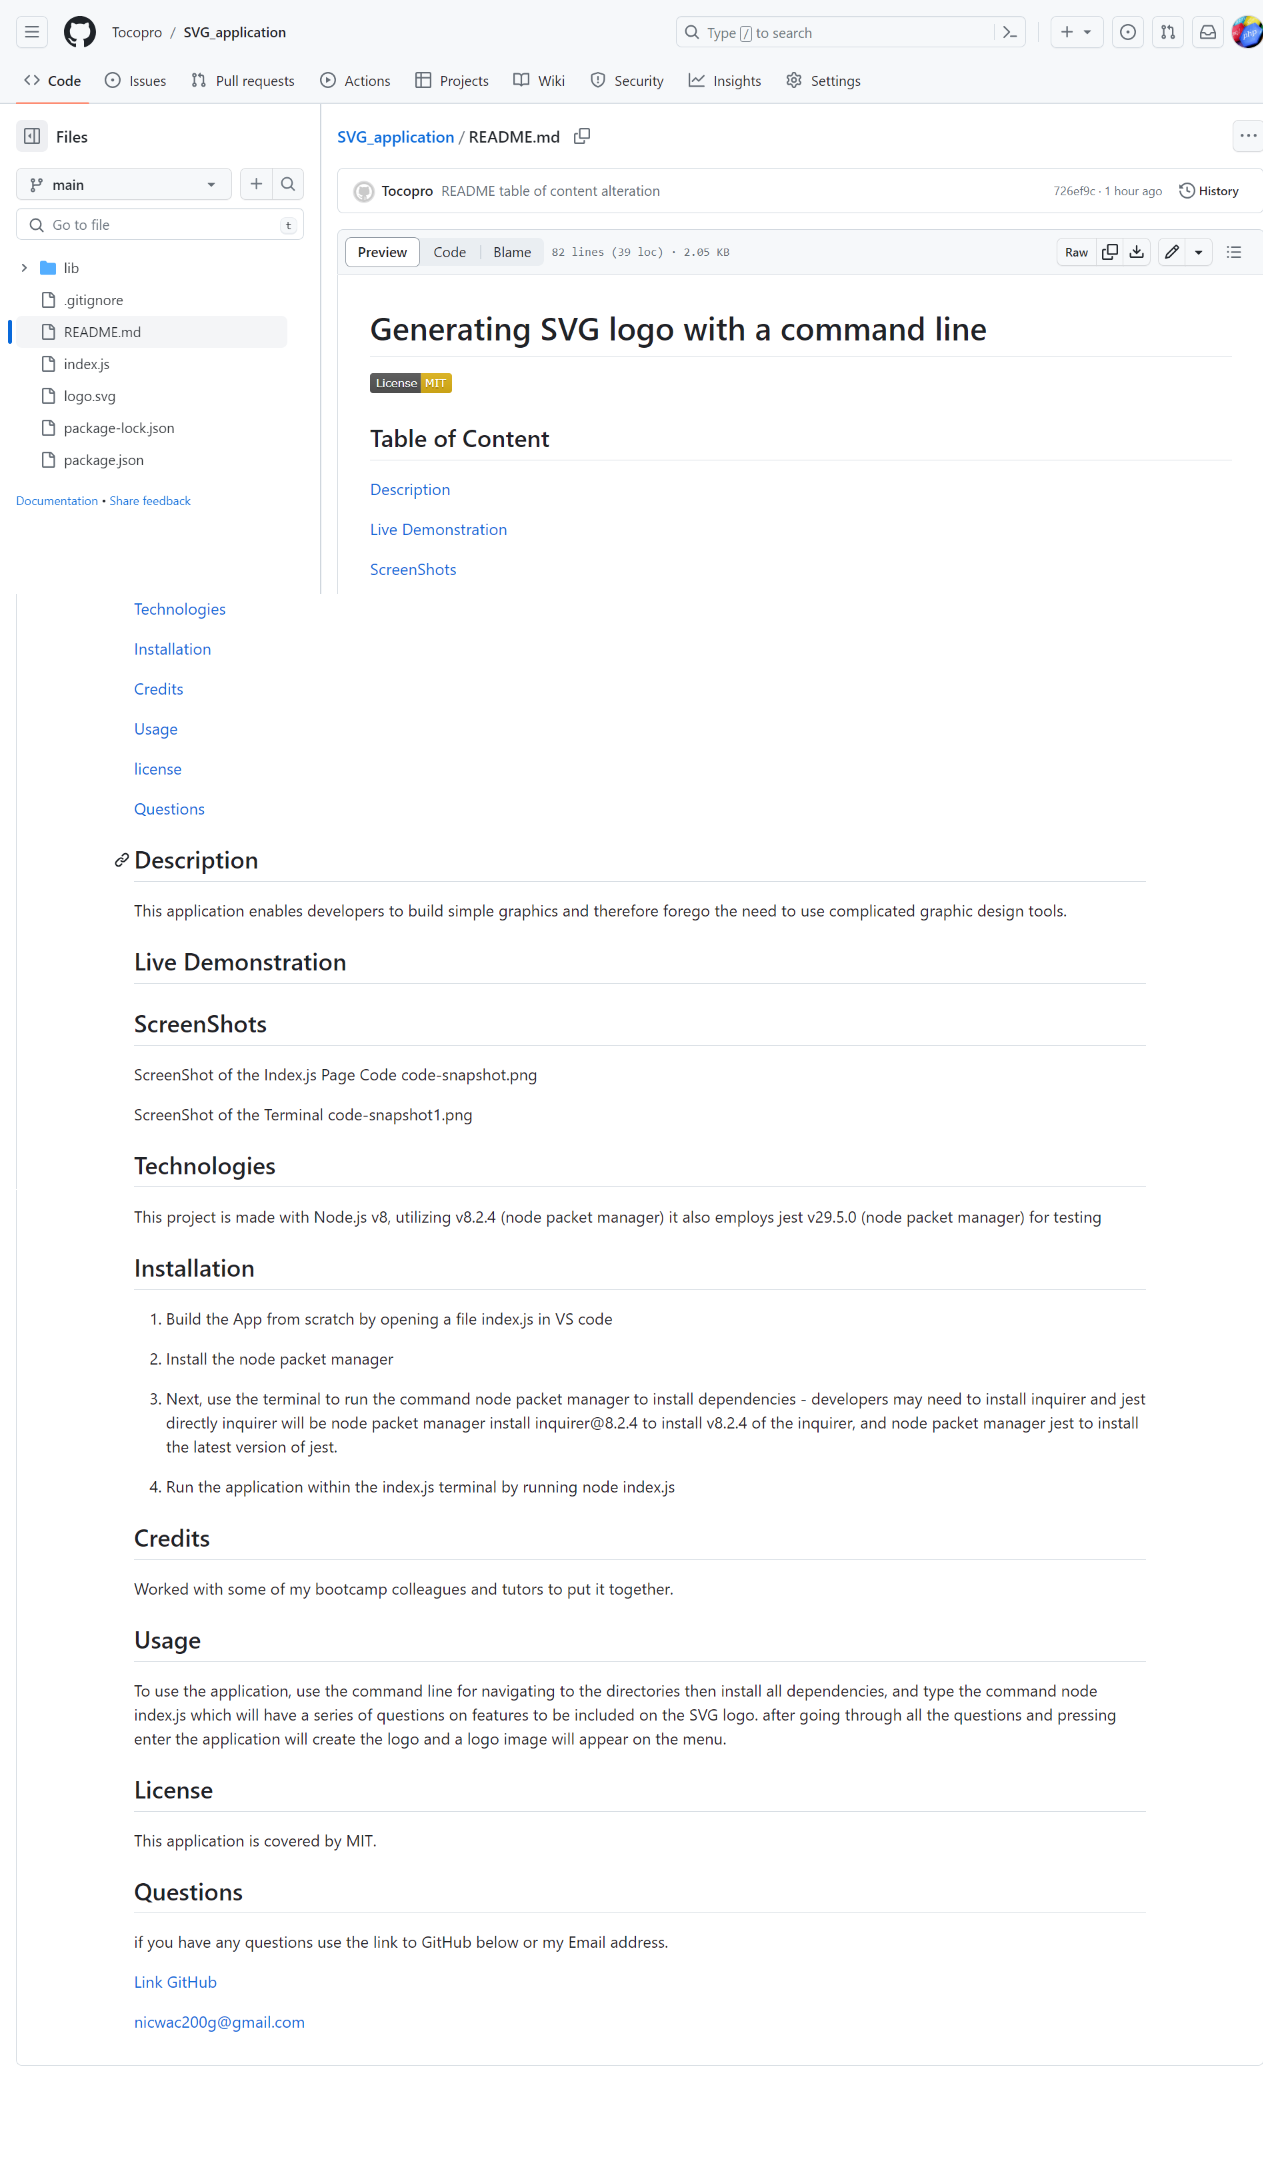 Tocopro / SVG_application
Type / to search
Code Issues Pull requests Actions Projects Wiki Security Insights Settings
Files
main
Go to file t
lib
.gitignore
README.md
index.js
logo.svg
package-lock.json
package.json
Documentation • Share feedback
SVG_application / README.md
Tocopro README table of content alteration 726ef9c · 1 hour ago History
Preview Code Blame 82 lines (39 loc) · 2.05 KB Raw
Generating SVG logo with a command line
License MIT
Table of Content
Description
Live Demonstration
ScreenShots
Technologies
Installation
Credits
Usage
license
Questions
Description
This application enables developers to build simple graphics and therefore forego the need to use complicated graphic design tools.
Live Demonstration
ScreenShots
ScreenShot of the Index.js Page Code code-snapshot.png
ScreenShot of the Terminal code-snapshot1.png
Technologies
This project is made with Node.js v8, utilizing v8.2.4 (node packet manager) it also employs jest v29.5.0 (node packet manager) for testing
Installation
1. Build the App from scratch by opening a file index.js in VS code
2. Install the node packet manager
3. Next, use the terminal to run the command node packet manager to install dependencies - developers may need to install inquirer and jest
directly inquirer will be node packet manager install inquirer@8.2.4 to install v8.2.4 of the inquirer, and node packet manager jest to install
the latest version of jest.
4. Run the application within the index.js terminal by running node index.js
Credits
Worked with some of my bootcamp colleagues and tutors to put it together.
Usage
To use the application, use the command line for navigating to the directories then install all dependencies, and type the command node
index.js which will have a series of questions on features to be included on the SVG logo. after going through all the questions and pressing
enter the application will create the logo and a logo image will appear on the menu.
License
This application is covered by MIT.
Questions
if you have any questions use the link to GitHub below or my Email address.
Link GitHub
nicwac200g@gmail.com